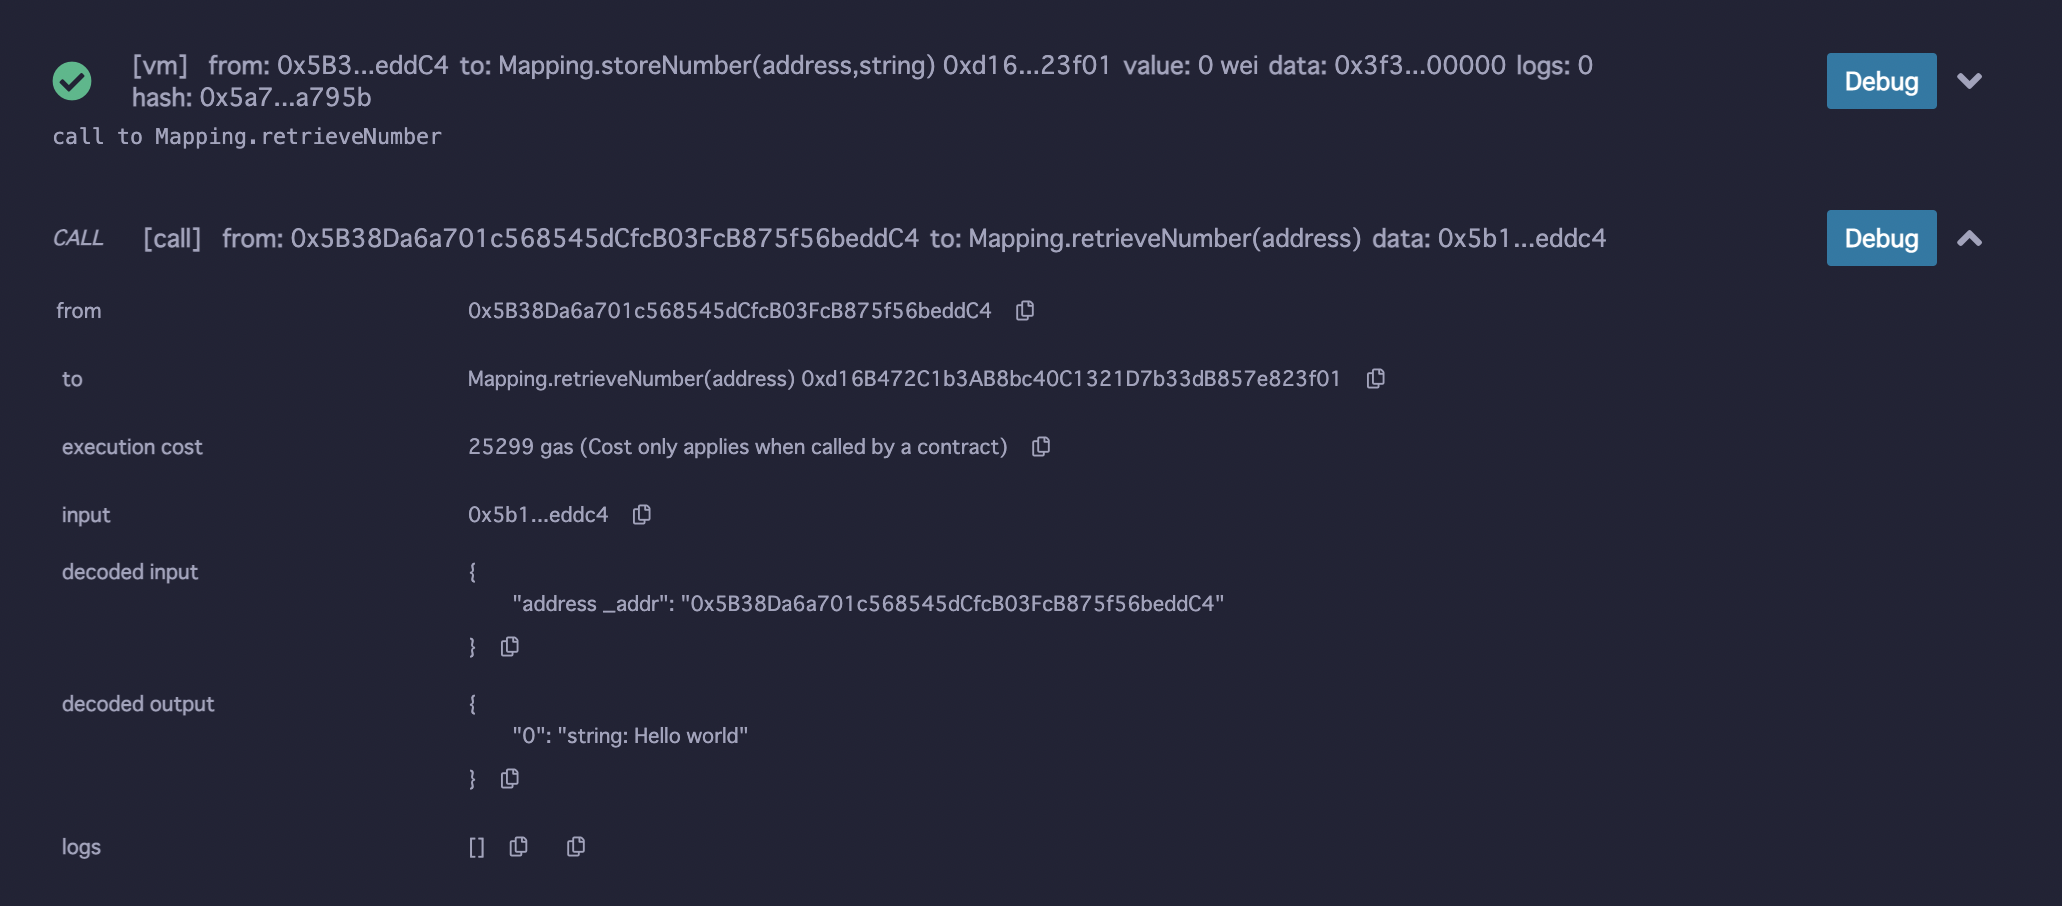 [vm] from: 0x5B3...eddC4 to: Mapping.storeNumber(address,string) 0xd16...23f01 value: 0 wei data: 0x3f3...00000 logs: 0
hash: 0x5a7...a795b
Debug
call to Mapping.retrieveNumber
CALL [call] from: 0x5B38Da6a701c568545dCfcB03FcB875f56beddC4 to: Mapping.retrieveNumber(address) data: 0x5b1...eddc4
Debug
from 0x5B38Da6a701c568545dCfcB03FcB875f56beddC4
to Mapping.retrieveNumber(address) 0xd16B472C1b3AB8bc40C1321D7b33dB857e823f01
execution cost 25299 gas (Cost only applies when called by a contract)
input 0x5b1...eddc4
decoded input {
"address _addr": "0x5B38Da6a701c568545dCfcB03FcB875f56beddC4"
}
decoded output {
"0": "string: Hello world"
}
logs []